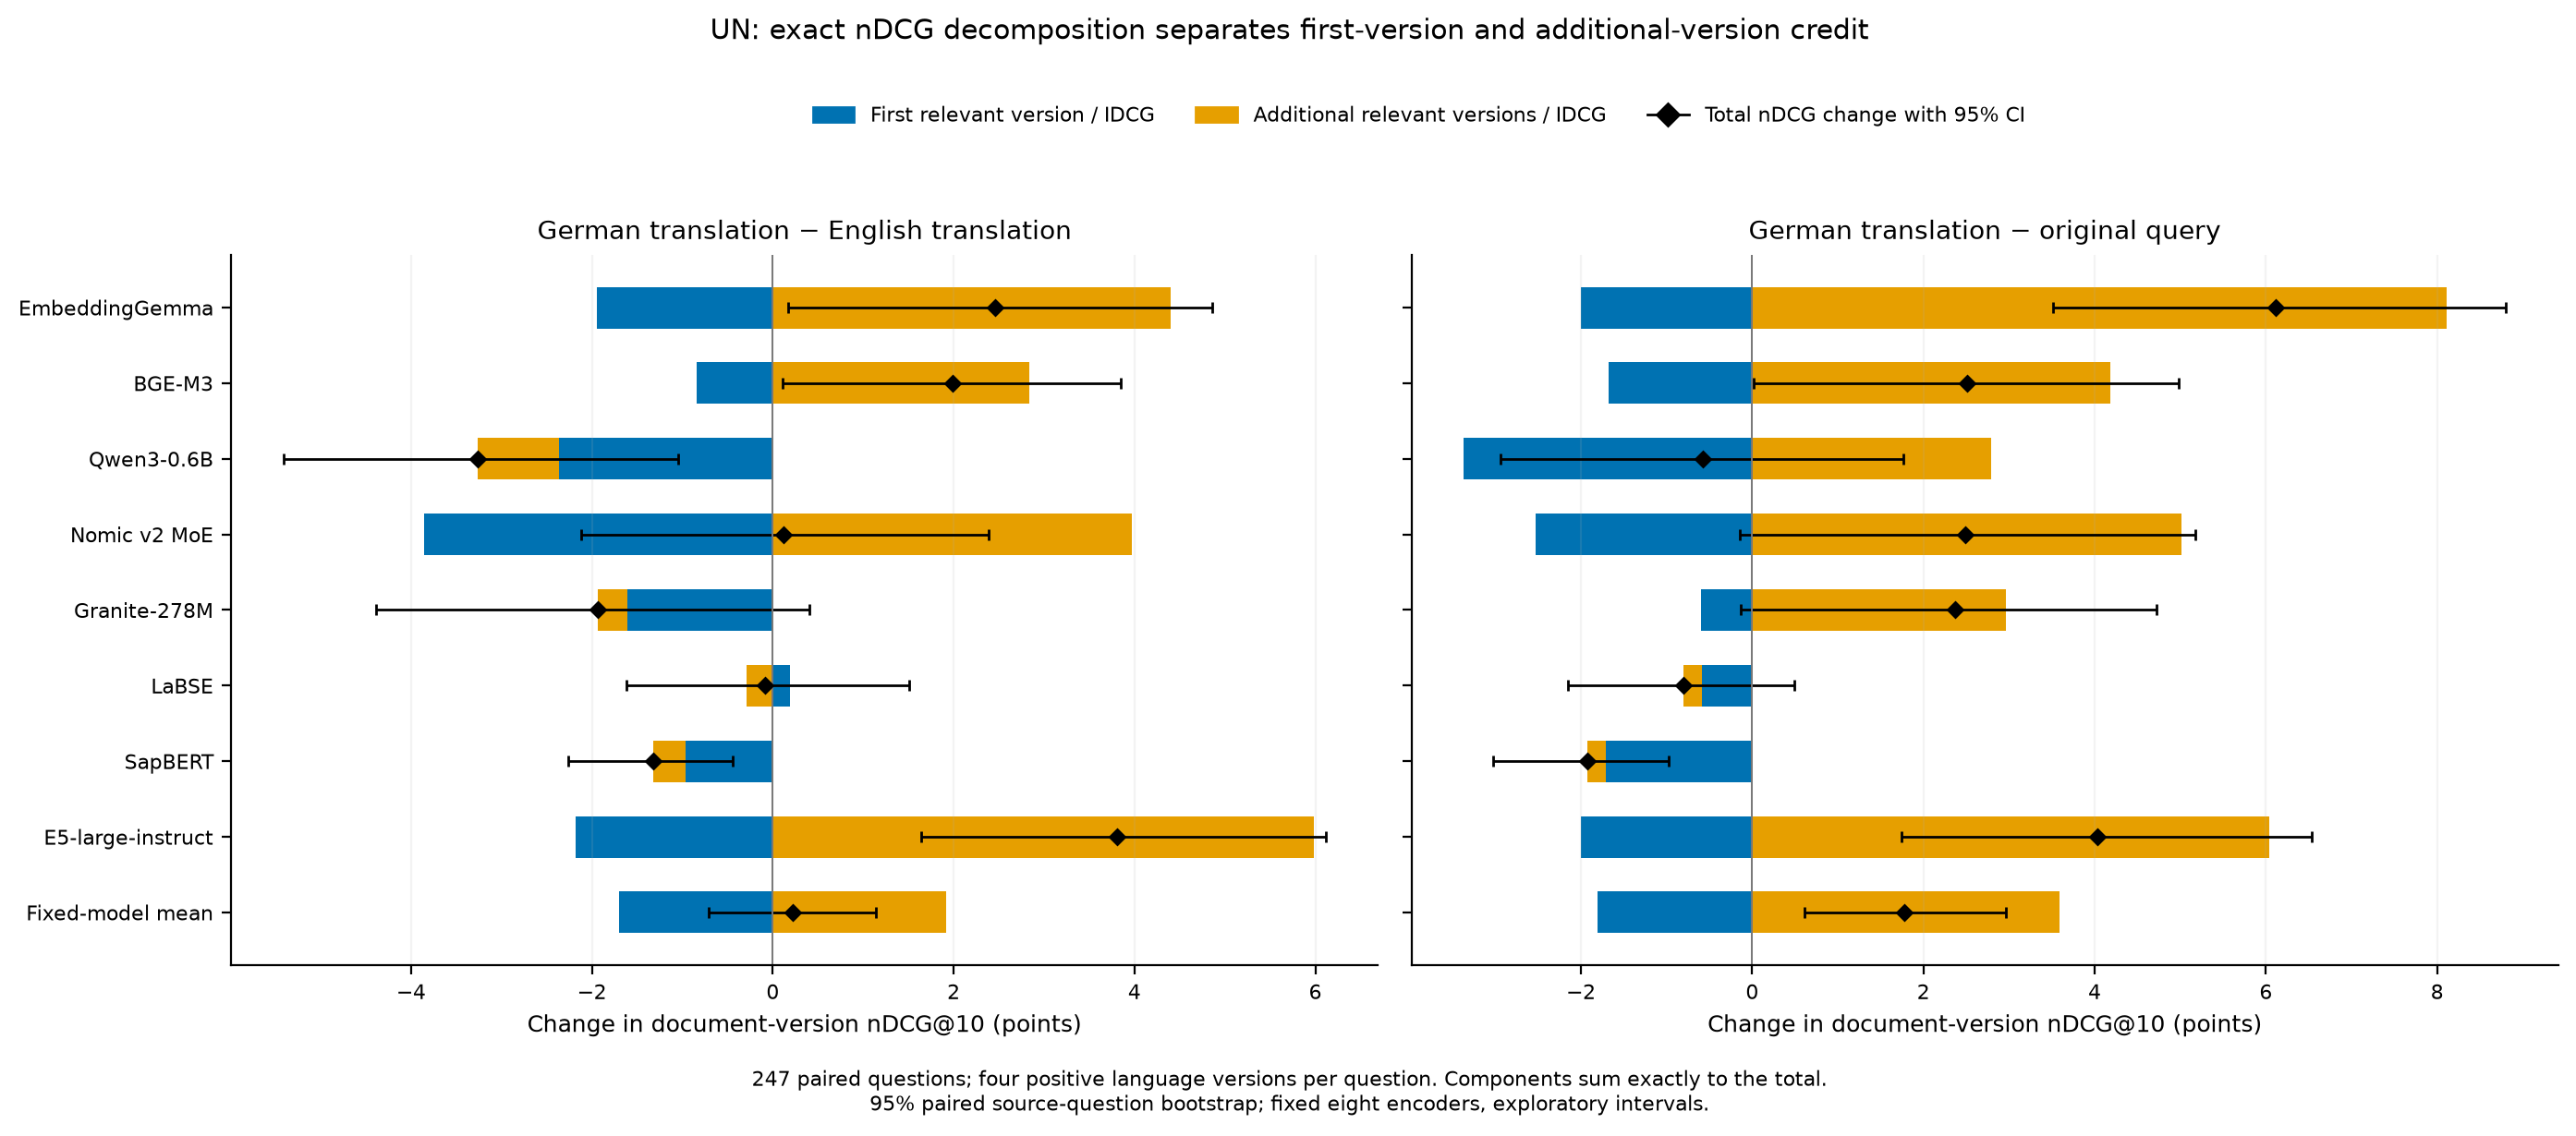 UN: exact nDCG decomposition separates first-version and additional-version credit
First relevant version / IDCG
Additional relevant versions / IDCG
Total nDCG change with 95% CI
German translation − English translation
German translation − original query
EmbeddingGemma
BGE-M3
Qwen3-0.6B
Nomic v2 MoE
Granite-278M
LaBSE
SapBERT
E5-large-instruct
Fixed-model mean
−4
−2
0
2
4
6
−2
0
2
4
6
8
Change in document-version nDCG@10 (points)
Change in document-version nDCG@10 (points)
247 paired questions; four positive language versions per question. Components sum exactly to the total.
95% paired source-question bootstrap; fixed eight encoders, exploratory intervals.